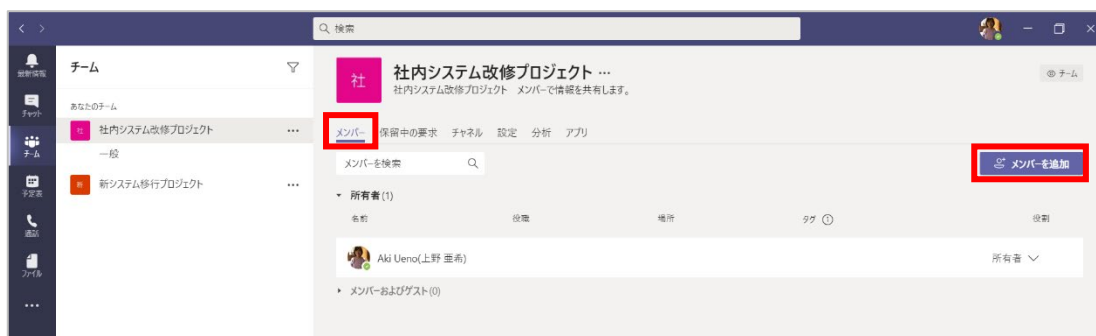 検索
最新情報
チャット
チーム
予定表
通話
ファイル
チーム
あなたのチーム
社 社内システム改修プロジェクト ...
一般
新 新システム移行プロジェクト ...
社 社内システム改修プロジェクト ...
社内システム改修プロジェクト メンバーで情報を共有します。
チーム
メンバー 保留中の要求 チャネル 設定 分析 アプリ
メンバーを検索
メンバーを追加
所有者(1)
名前 役職 場所 タグ 役割
Aki Ueno(上野 亜希) 所有者
メンバーおよびゲスト(0)